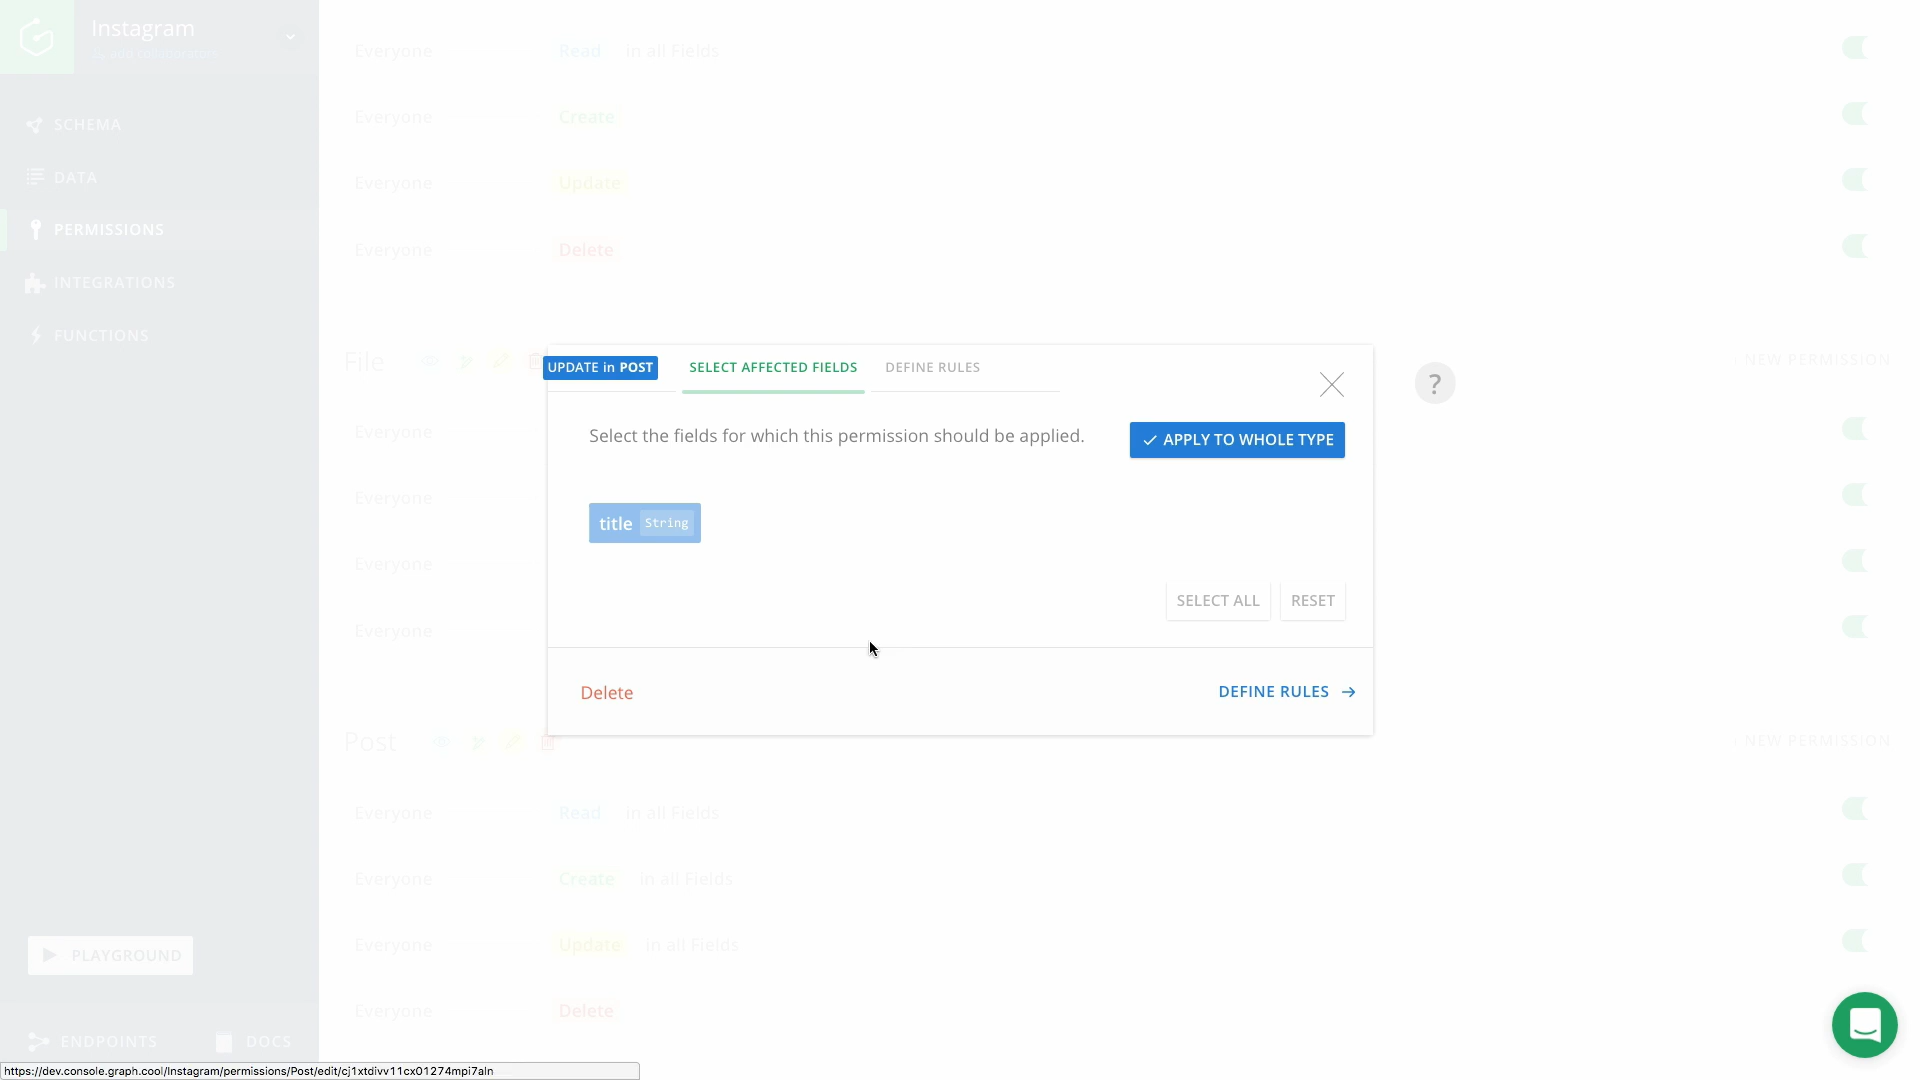 Instagram
Everyone Read in all Fields
Everyone Create
SCHEMA
DATA
Everyone Update
PERMISSIONS
Everyone Delete
INTEGRATIONS
FUNCTIONS
File NEW PERMISSION
UPDATE in POST SELECT AFFECTED FIELDS DEFINE RULES
?
Everyone
Select the fields for which this permission should be applied. APPLY TO WHOLE TYPE
Everyone
title String
Everyone
SELECT ALL RESET
Everyone
Delete DEFINE RULES
Post NEW PERMISSION
Everyone Read in all Fields
Everyone Create in all Fields
Everyone Update in all Fields
PLAYGROUND
Everyone Delete
ENDPOINTS DOCS
https://dev.console.graph.cool/Instagram/permissions/Post/edit/cj1xtdivv11cx01274mpi7aln